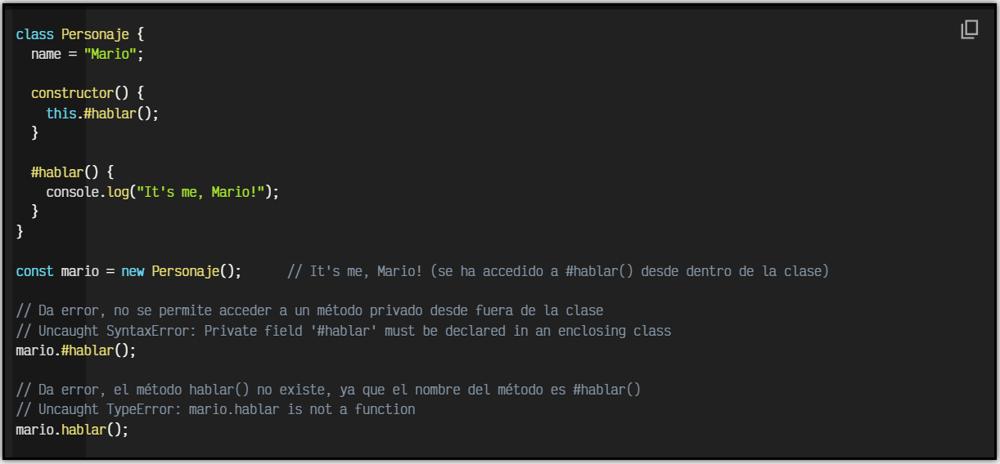 class Personaje {
  name = "Mario";

  constructor() {
    this.#hablar();
  }

  #hablar() {
    console.log("It's me, Mario!");
  }
}

const mario = new Personaje();      // It's me, Mario! (se ha accedido a #hablar() desde dentro de la clase)

// Da error, no se permite acceder a un método privado desde fuera de la clase
// Uncaught SyntaxError: Private field '#hablar' must be declared in an enclosing class
mario.#hablar();

// Da error, el método hablar() no existe, ya que el nombre del método es #hablar()
// Uncaught TypeError: mario.hablar is not a function
mario.hablar();